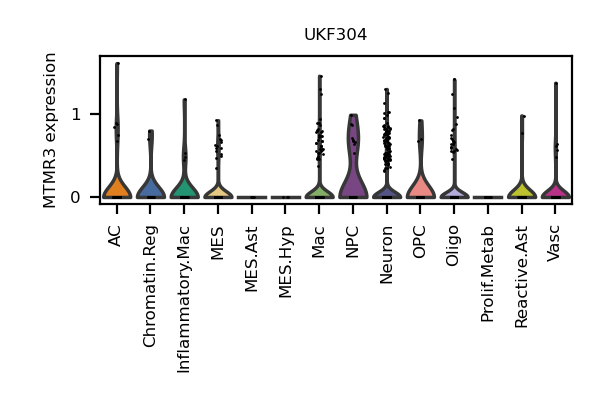 UKF304
MTMR3 expression
1
0
AC
Chromatin.Reg
Inflammatory.Mac
MES
MES.Ast
MES.Hyp
Mac
NPC
Neuron
OPC
Oligo
Prolif.Metab
Reactive.Ast
Vasc